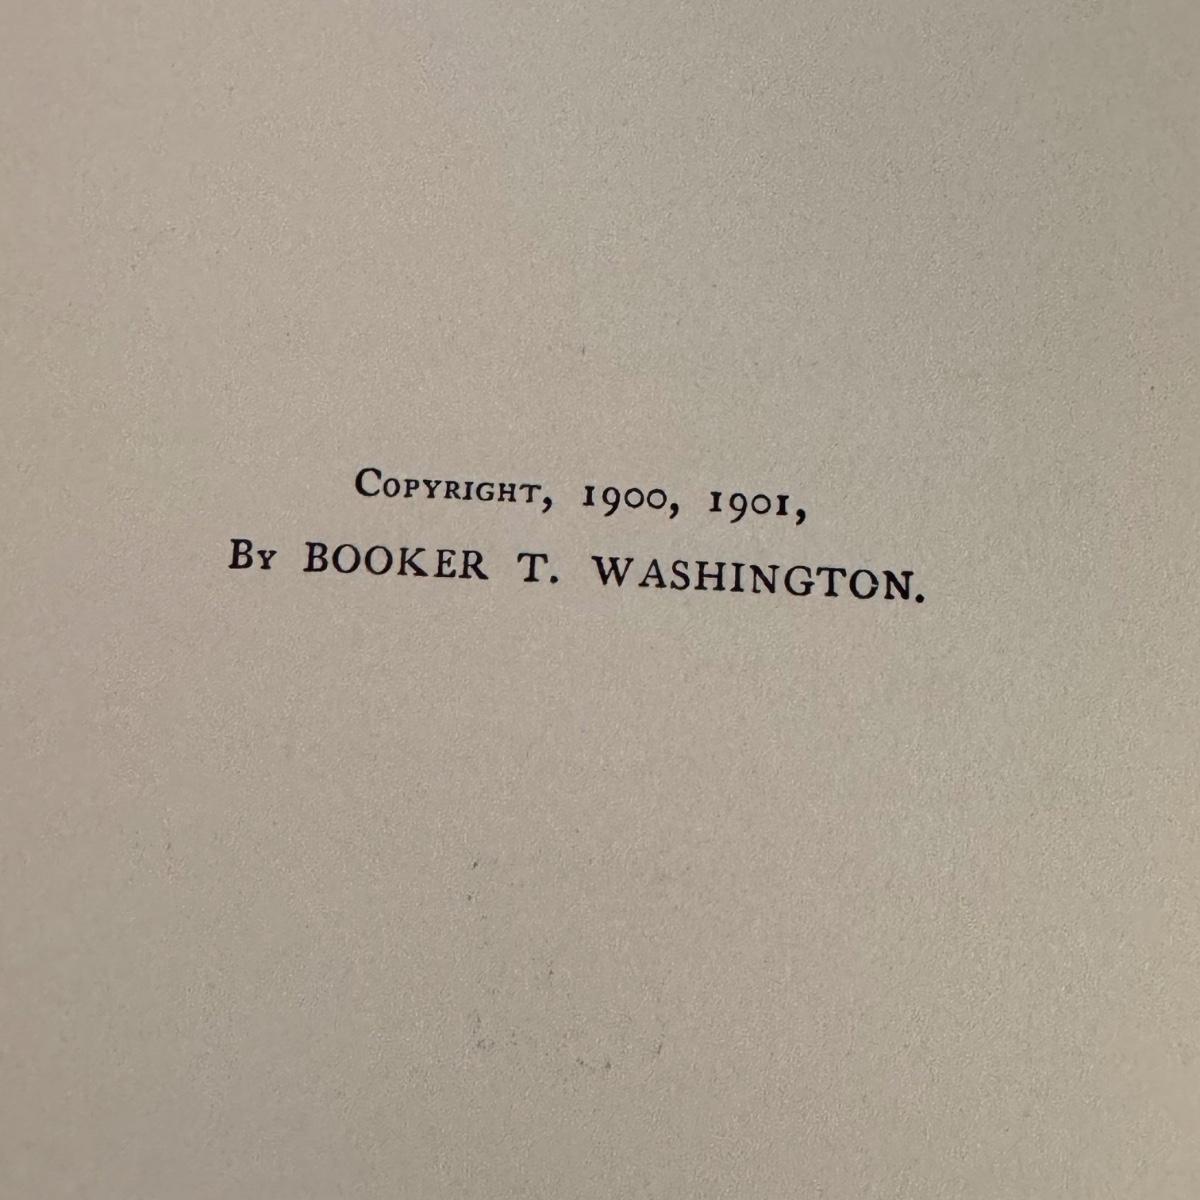 Copyright, 1900, 1901,
By BOOKER T. WASHINGTON.